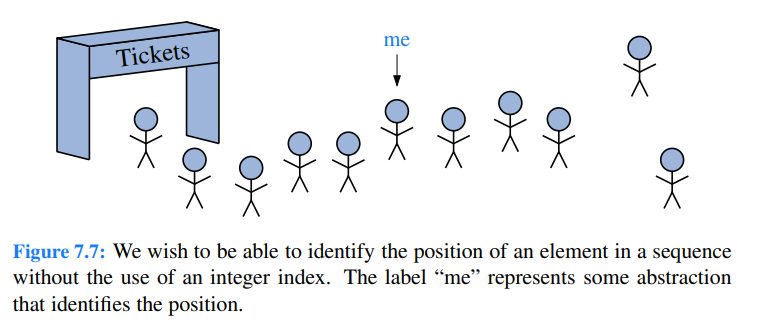 Tickets
me
Figure 7.7: We wish to be able to identify the position of an element in a sequence
without the use of an integer index. The label “me” represents some abstraction
that identifies the position.